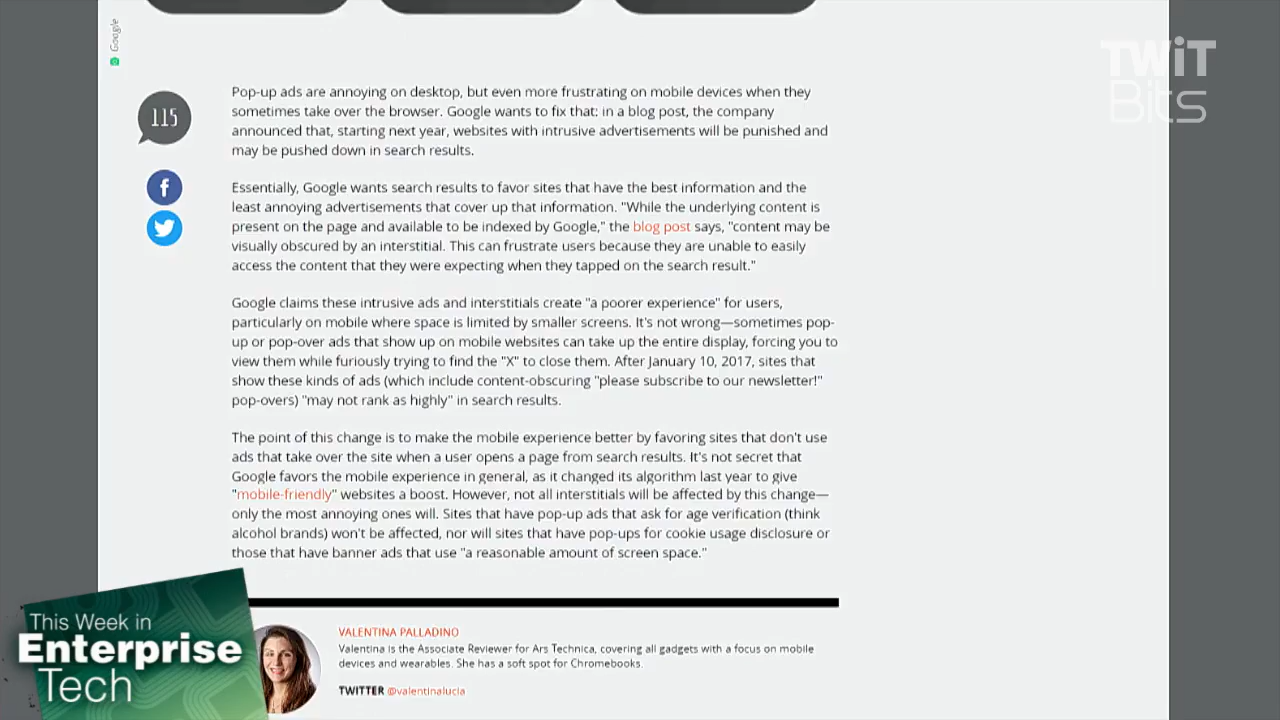 Google
TWiT
Bits
115
Pop-up ads are annoying on desktop, but even more frustrating on mobile devices when they
sometimes take over the browser. Google wants to fix that: in a blog post, the company
announced that, starting next year, websites with intrusive advertisements will be punished and
may be pushed down in search results.
Essentially, Google wants search results to favor sites that have the best information and the
least annoying advertisements that cover up that information. "While the underlying content is
present on the page and available to be indexed by Google," the blog post says, "content may be
visually obscured by an interstitial. This can frustrate users because they are unable to easily
access the content that they were expecting when they tapped on the search result."
Google claims these intrusive ads and interstitials create "a poorer experience" for users,
particularly on mobile where space is limited by smaller screens. It's not wrong—sometimes pop-
up or pop-over ads that show up on mobile websites can take up the entire display, forcing you to
view them while furiously trying to find the "X" to close them. After January 10, 2017, sites that
show these kinds of ads (which include content-obscuring "please subscribe to our newsletter!"
pop-overs) "may not rank as highly" in search results.
The point of this change is to make the mobile experience better by favoring sites that don't use
ads that take over the site when a user opens a page from search results. It's not secret that
Google favors the mobile experience in general, as it changed its algorithm last year to give
"mobile-friendly" websites a boost. However, not all interstitials will be affected by this change—
only the most annoying ones will. Sites that have pop-up ads that ask for age verification (think
alcohol brands) won't be affected, nor will sites that have pop-ups for cookie usage disclosure or
those that have banner ads that use "a reasonable amount of screen space."
This Week in
Enterprise
Tech
VALENTINA PALLADINO
Valentina is the Associate Reviewer for Ars Technica, covering all gadgets with a focus on mobile
devices and wearables. She has a soft spot for Chromebooks.
TWITTER @valentinalucia